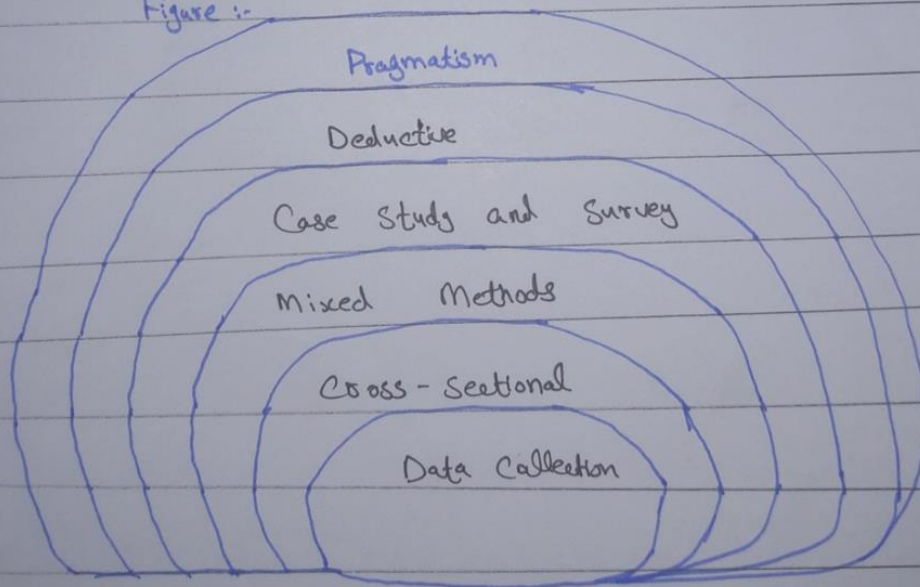 Figure :-
Pragmatism
Deductive
Case Study and Survey
Mixed Methods
Cross-Sectional
Data Collection